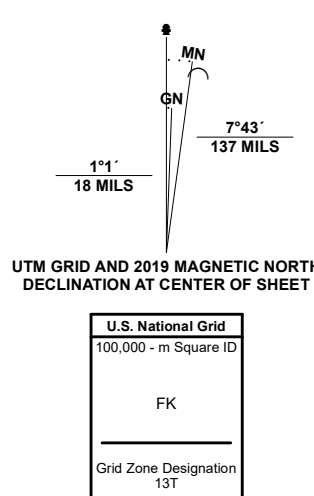 MN
GN
7°43´
137 MILS
1°1´
18 MILS
UTM GRID AND 2019 MAGNETIC NORTH
DECLINATION AT CENTER OF SHEET
U.S. National Grid
100,000 - m Square ID
FK
Grid Zone Designation
13T